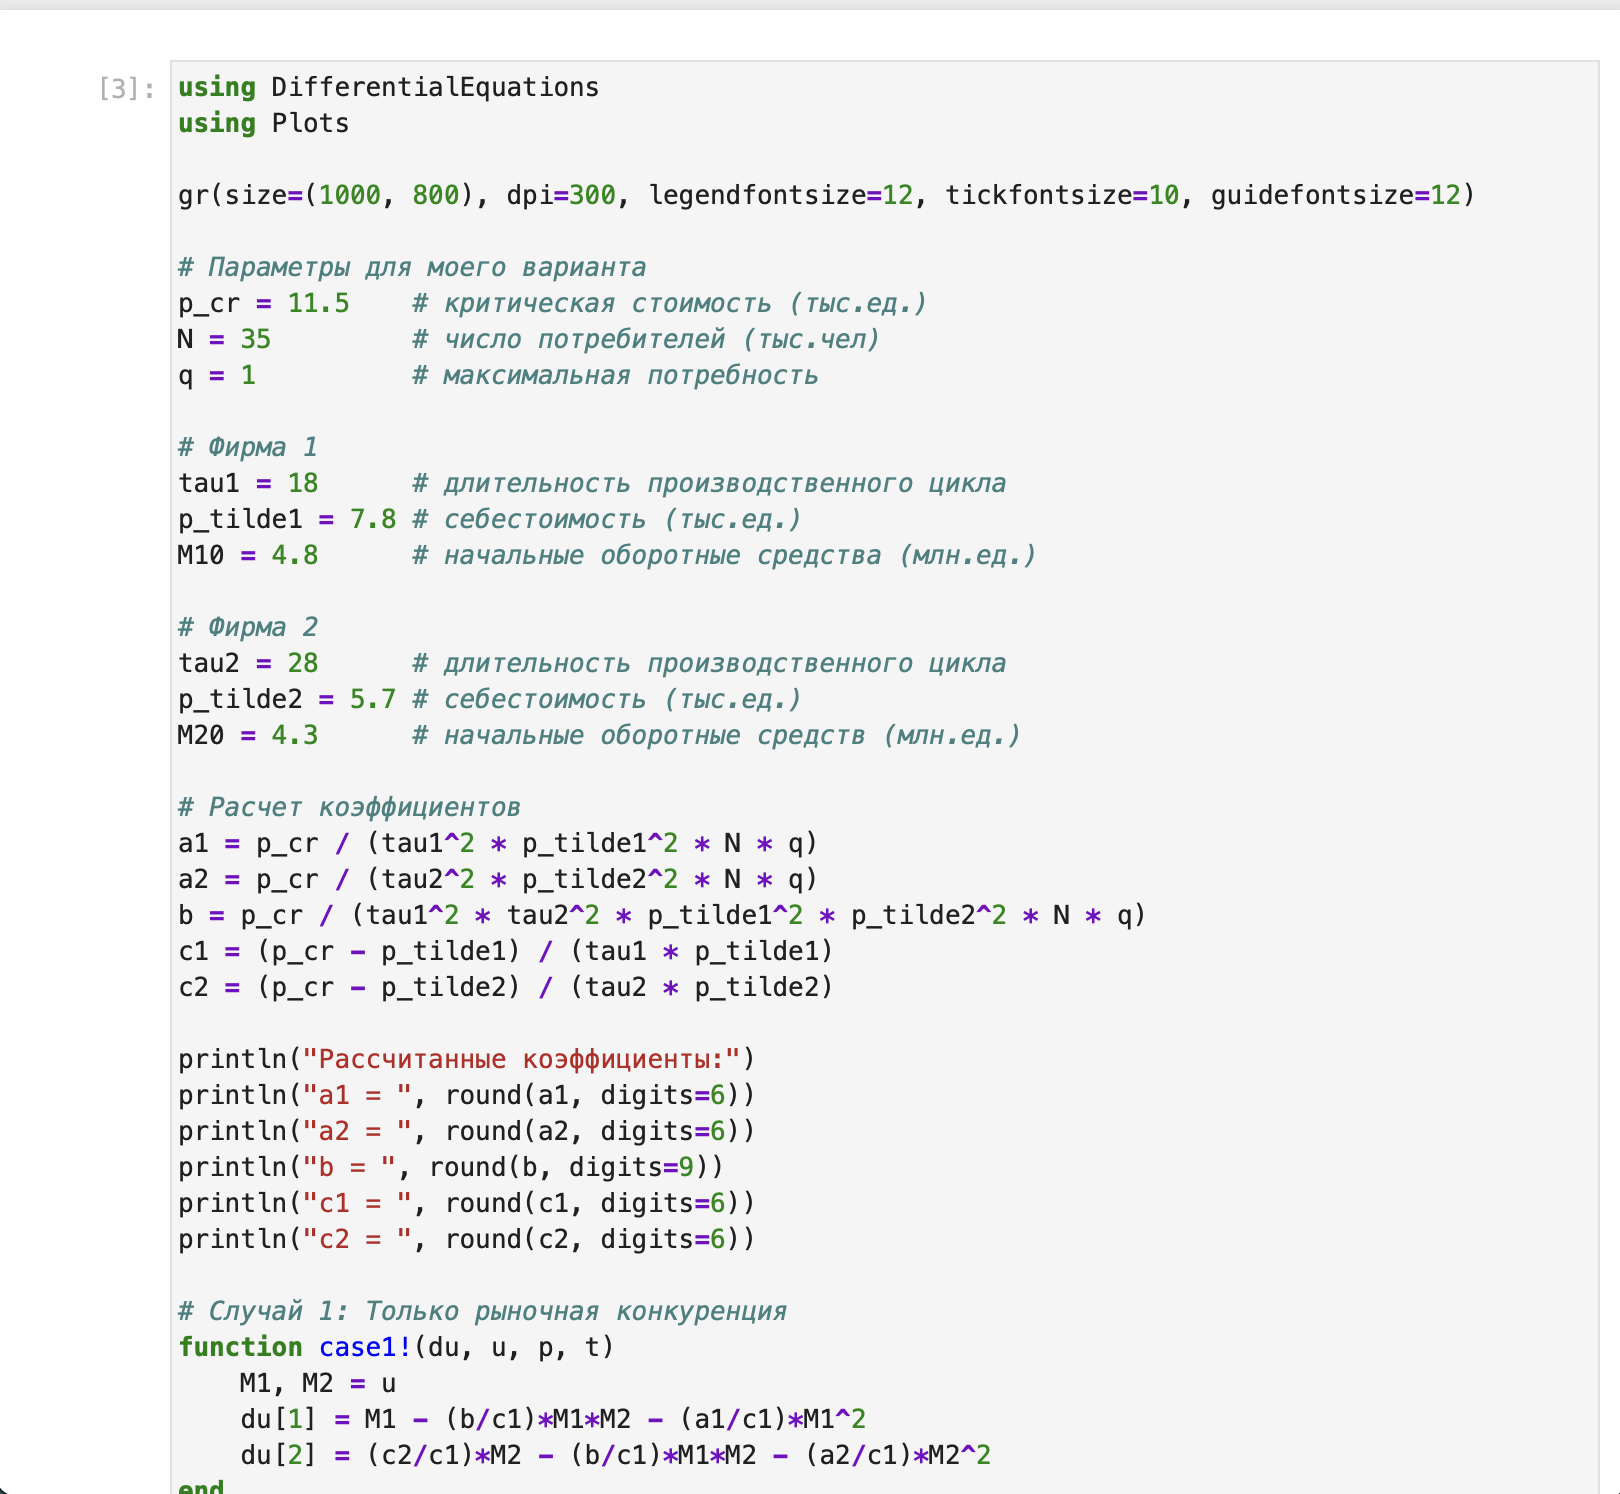 [3]:
using DifferentialEquations
using Plots
gr(size=(1000, 800), dpi=300, legendfontsize=12, tickfontsize=10, guidefontsize=12)
# Параметры для моего варианта
p_cr = 11.5    # критическая стоимость (тыс.ед.)
N = 35         # число потребителей (тыс.чел)
q = 1          # максимальная потребность
# Фирма 1
tau1 = 18      # длительность производственного цикла
p_tilde1 = 7.8 # себестоимость (тыс.ед.)
M10 = 4.8      # начальные оборотные средства (млн.ед.)
# Фирма 2
tau2 = 28      # длительность производственного цикла
p_tilde2 = 5.7 # себестоимость (тыс.ед.)
M20 = 4.3      # начальные оборотные средств (млн.ед.)
# Расчет коэффициентов
a1 = p_cr / (tau1^2 * p_tilde1^2 * N * q)
a2 = p_cr / (tau2^2 * p_tilde2^2 * N * q)
b = p_cr / (tau1^2 * tau2^2 * p_tilde1^2 * p_tilde2^2 * N * q)
c1 = (p_cr - p_tilde1) / (tau1 * p_tilde1)
c2 = (p_cr - p_tilde2) / (tau2 * p_tilde2)
println("Рассчитанные коэффициенты:")
println("a1 = ", round(a1, digits=6))
println("a2 = ", round(a2, digits=6))
println("b = ", round(b, digits=9))
println("c1 = ", round(c1, digits=6))
println("c2 = ", round(c2, digits=6))
# Случай 1: Только рыночная конкуренция
function case1!(du, u, p, t)
    M1, M2 = u
    du[1] = M1 - (b/c1)*M1*M2 - (a1/c1)*M1^2
    du[2] = (c2/c1)*M2 - (b/c1)*M1*M2 - (a2/c1)*M2^2
end